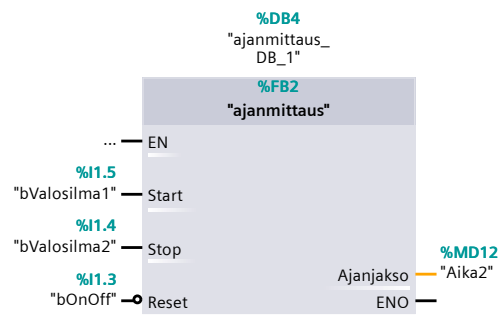 %DB4
"ajanmittaus_
DB_1"
%FB2
"ajanmittaus"
... EN
%I1.5
"bValosilma1" Start
%I1.4
"bValosilma2" Stop
%I1.3
"bOnOff" Reset
%MD12
Ajanjakso "Aika2"
ENO